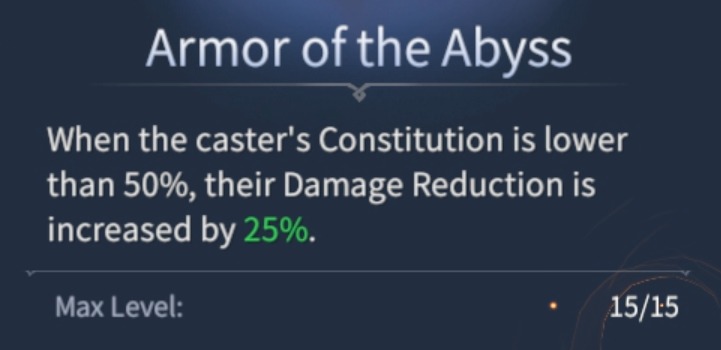 Armor of the Abyss
When the caster's Constitution is lower
than 50%, their Damage Reduction is
increased by 25%.
Max Level: 15/15